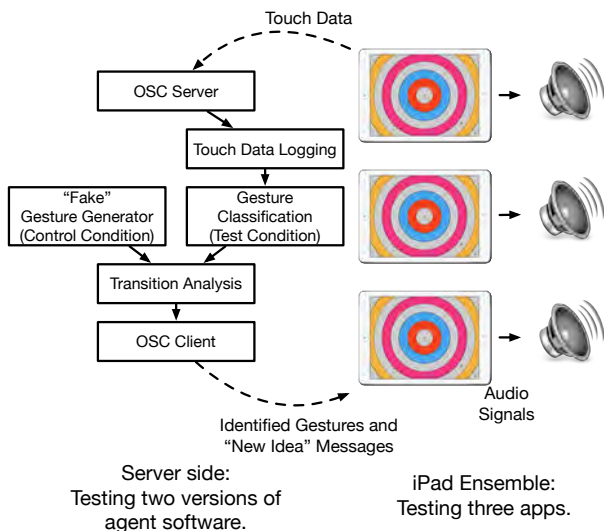 Touch Data
OSC Server
Touch Data Logging
“Fake”
Gesture Generator
(Control Condition)
Gesture
Classification
(Test Condition)
Transition Analysis
OSC Client
Audio
Signals
Identified Gestures and
“New Idea” Messages
Server side:
Testing two versions of
agent software.
iPad Ensemble:
Testing three apps.